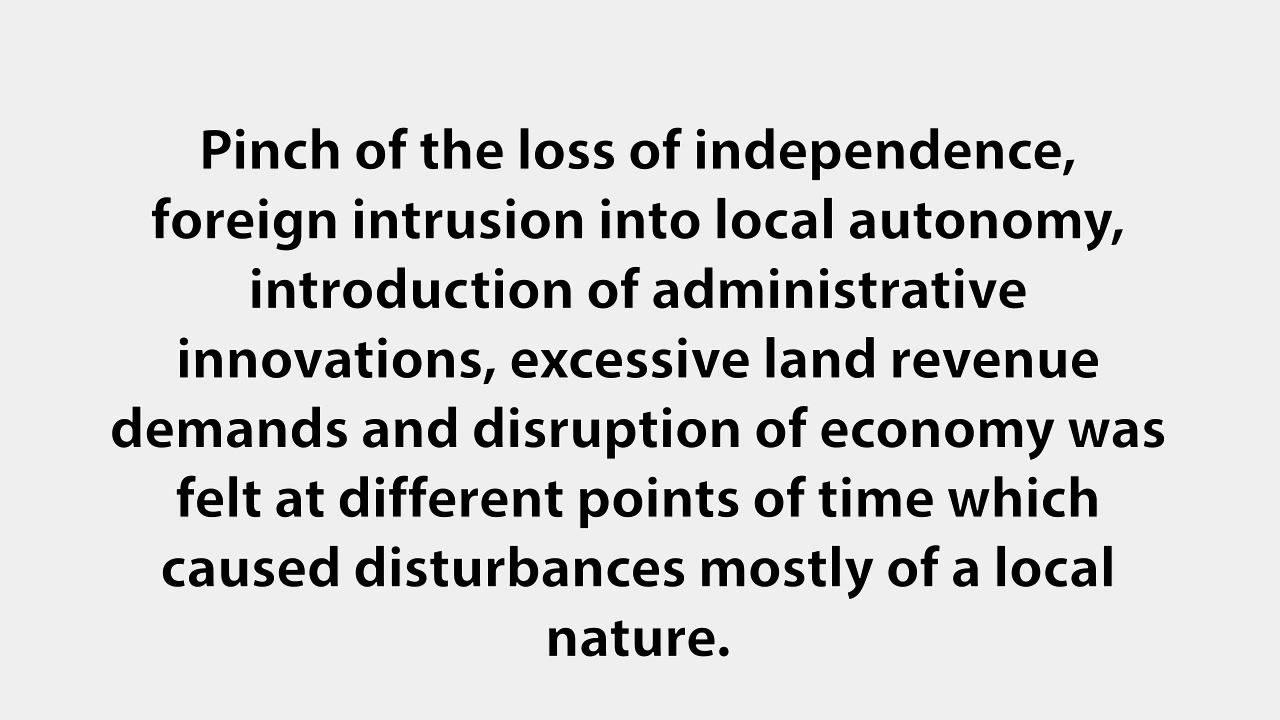 Pinch of the loss of independence,
foreign intrusion into local autonomy,
introduction of administrative
innovations, excessive land revenue
demands and disruption of economy was
felt at different points of time which
caused disturbances mostly of a local
nature.